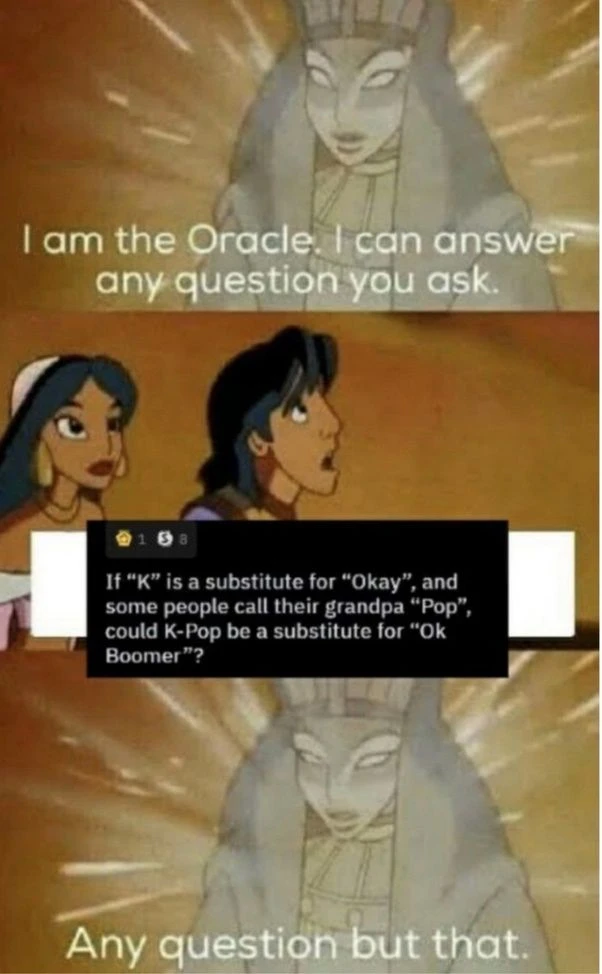 I am the Oracle. I can answer
any question you ask.
1 8
If “K” is a substitute for “Okay”, and
some people call their grandpa “Pop”,
could K-Pop be a substitute for “Ok
Boomer”?
Any question but that.